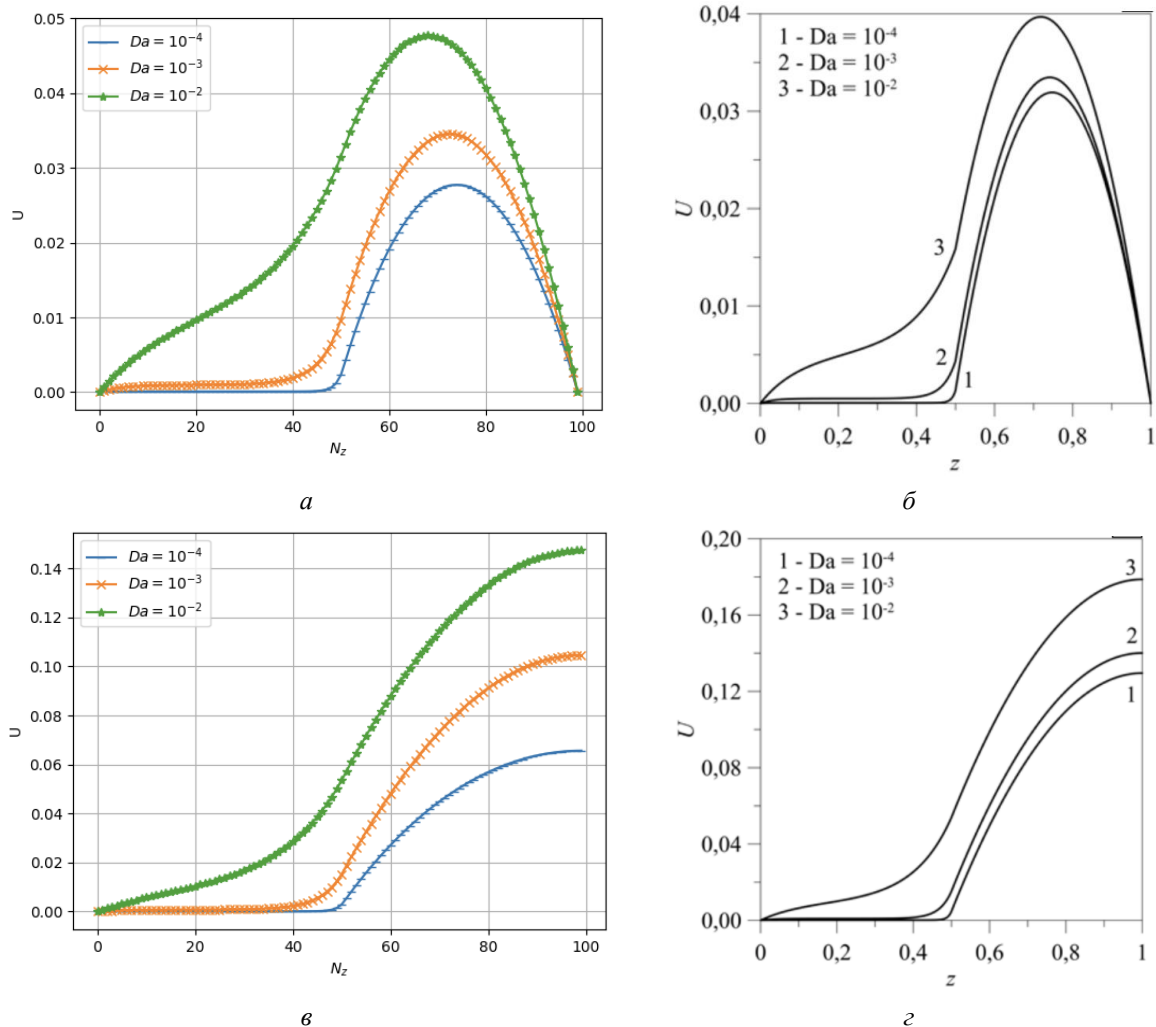 0.05
0.04
0.03
0.02
0.01
0.00
U
Da = 10⁻⁴
Da = 10⁻³
Da = 10⁻²
0 20 40 60 80 100
N_z
а
0,04
0,03
0,02
0,01
0,00
U
1 - Da = 10⁻⁴
2 - Da = 10⁻³
3 - Da = 10⁻²
3
2
1
0 0,2 0,4 0,6 0,8 1
z
б
0.14
0.12
0.10
0.08
0.06
0.04
0.02
0.00
U
Da = 10⁻⁴
Da = 10⁻³
Da = 10⁻²
0 20 40 60 80 100
N_z
в
0,20
0,16
0,12
0,08
0,04
0,00
U
1 - Da = 10⁻⁴
2 - Da = 10⁻³
3 - Da = 10⁻²
3
2
1
0 0,2 0,4 0,6 0,8 1
z
г